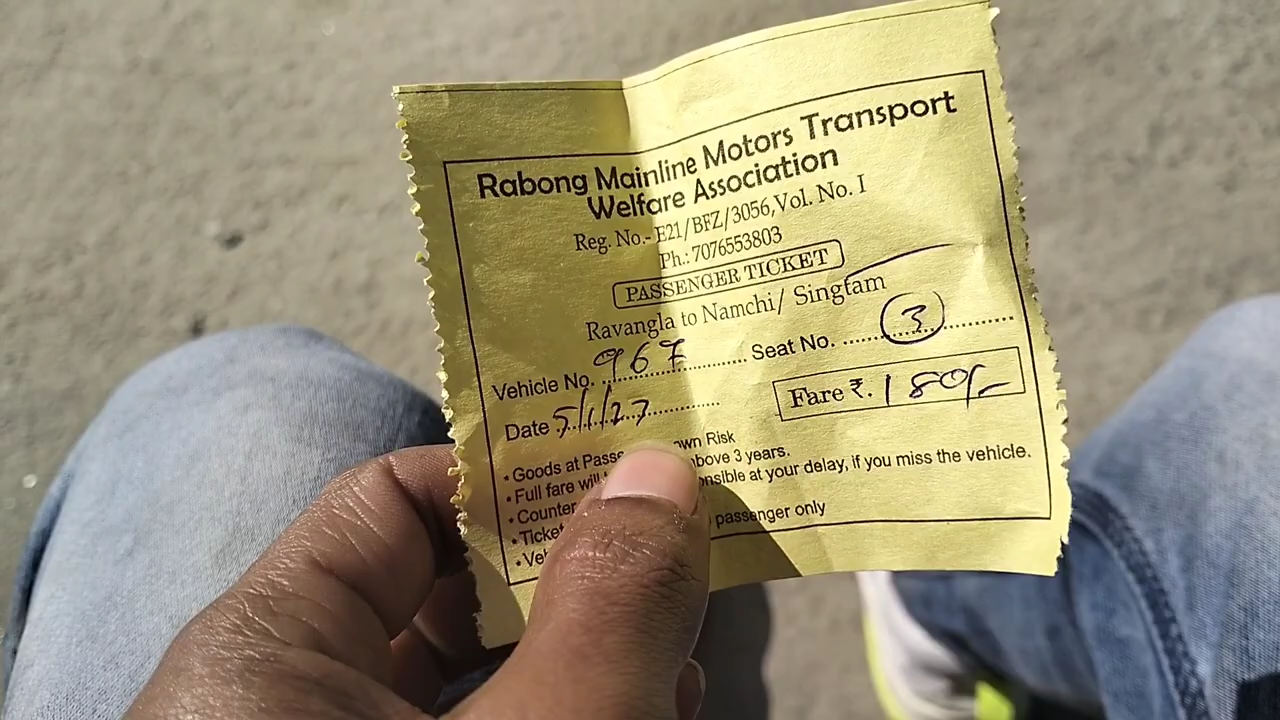 Rabong Mainline Motors Transport
Welfare Association
Reg. No.- E21/BFZ/3056,Vol. No. I
Ph.: 7076553803
PASSENGER TICKET
Ravangla to Namchi/ Singtam
Vehicle No. 967 Seat No. 3
Date 5/1/27 Fare ₹. 180/-
• Goods at own Risk
• Full fare above 3 years.
• Counter at your delay, if you miss the vehicle.
• passenger only
•